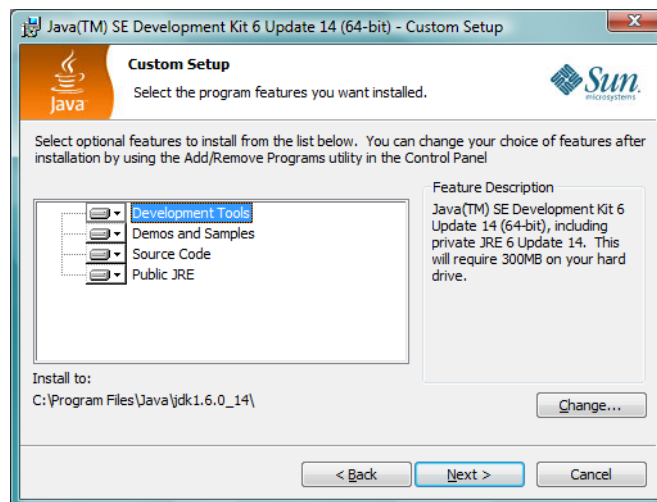 Java(TM) SE Development Kit 6 Update 14 (64-bit) - Custom Setup
Java
Custom Setup
Select the program features you want installed.
Sun
microsystems
Select optional features to install from the list below. You can change your choice of features after
installation by using the Add/Remove Programs utility in the Control Panel
Development Tools
Demos and Samples
Source Code
Public JRE
Feature Description
Java(TM) SE Development Kit 6
Update 14 (64-bit), including
private JRE 6 Update 14. This
will require 300MB on your hard
drive.
Install to:
C:\Program Files\Java\jdk1.6.0_14\
Change...
< Back
Next >
Cancel